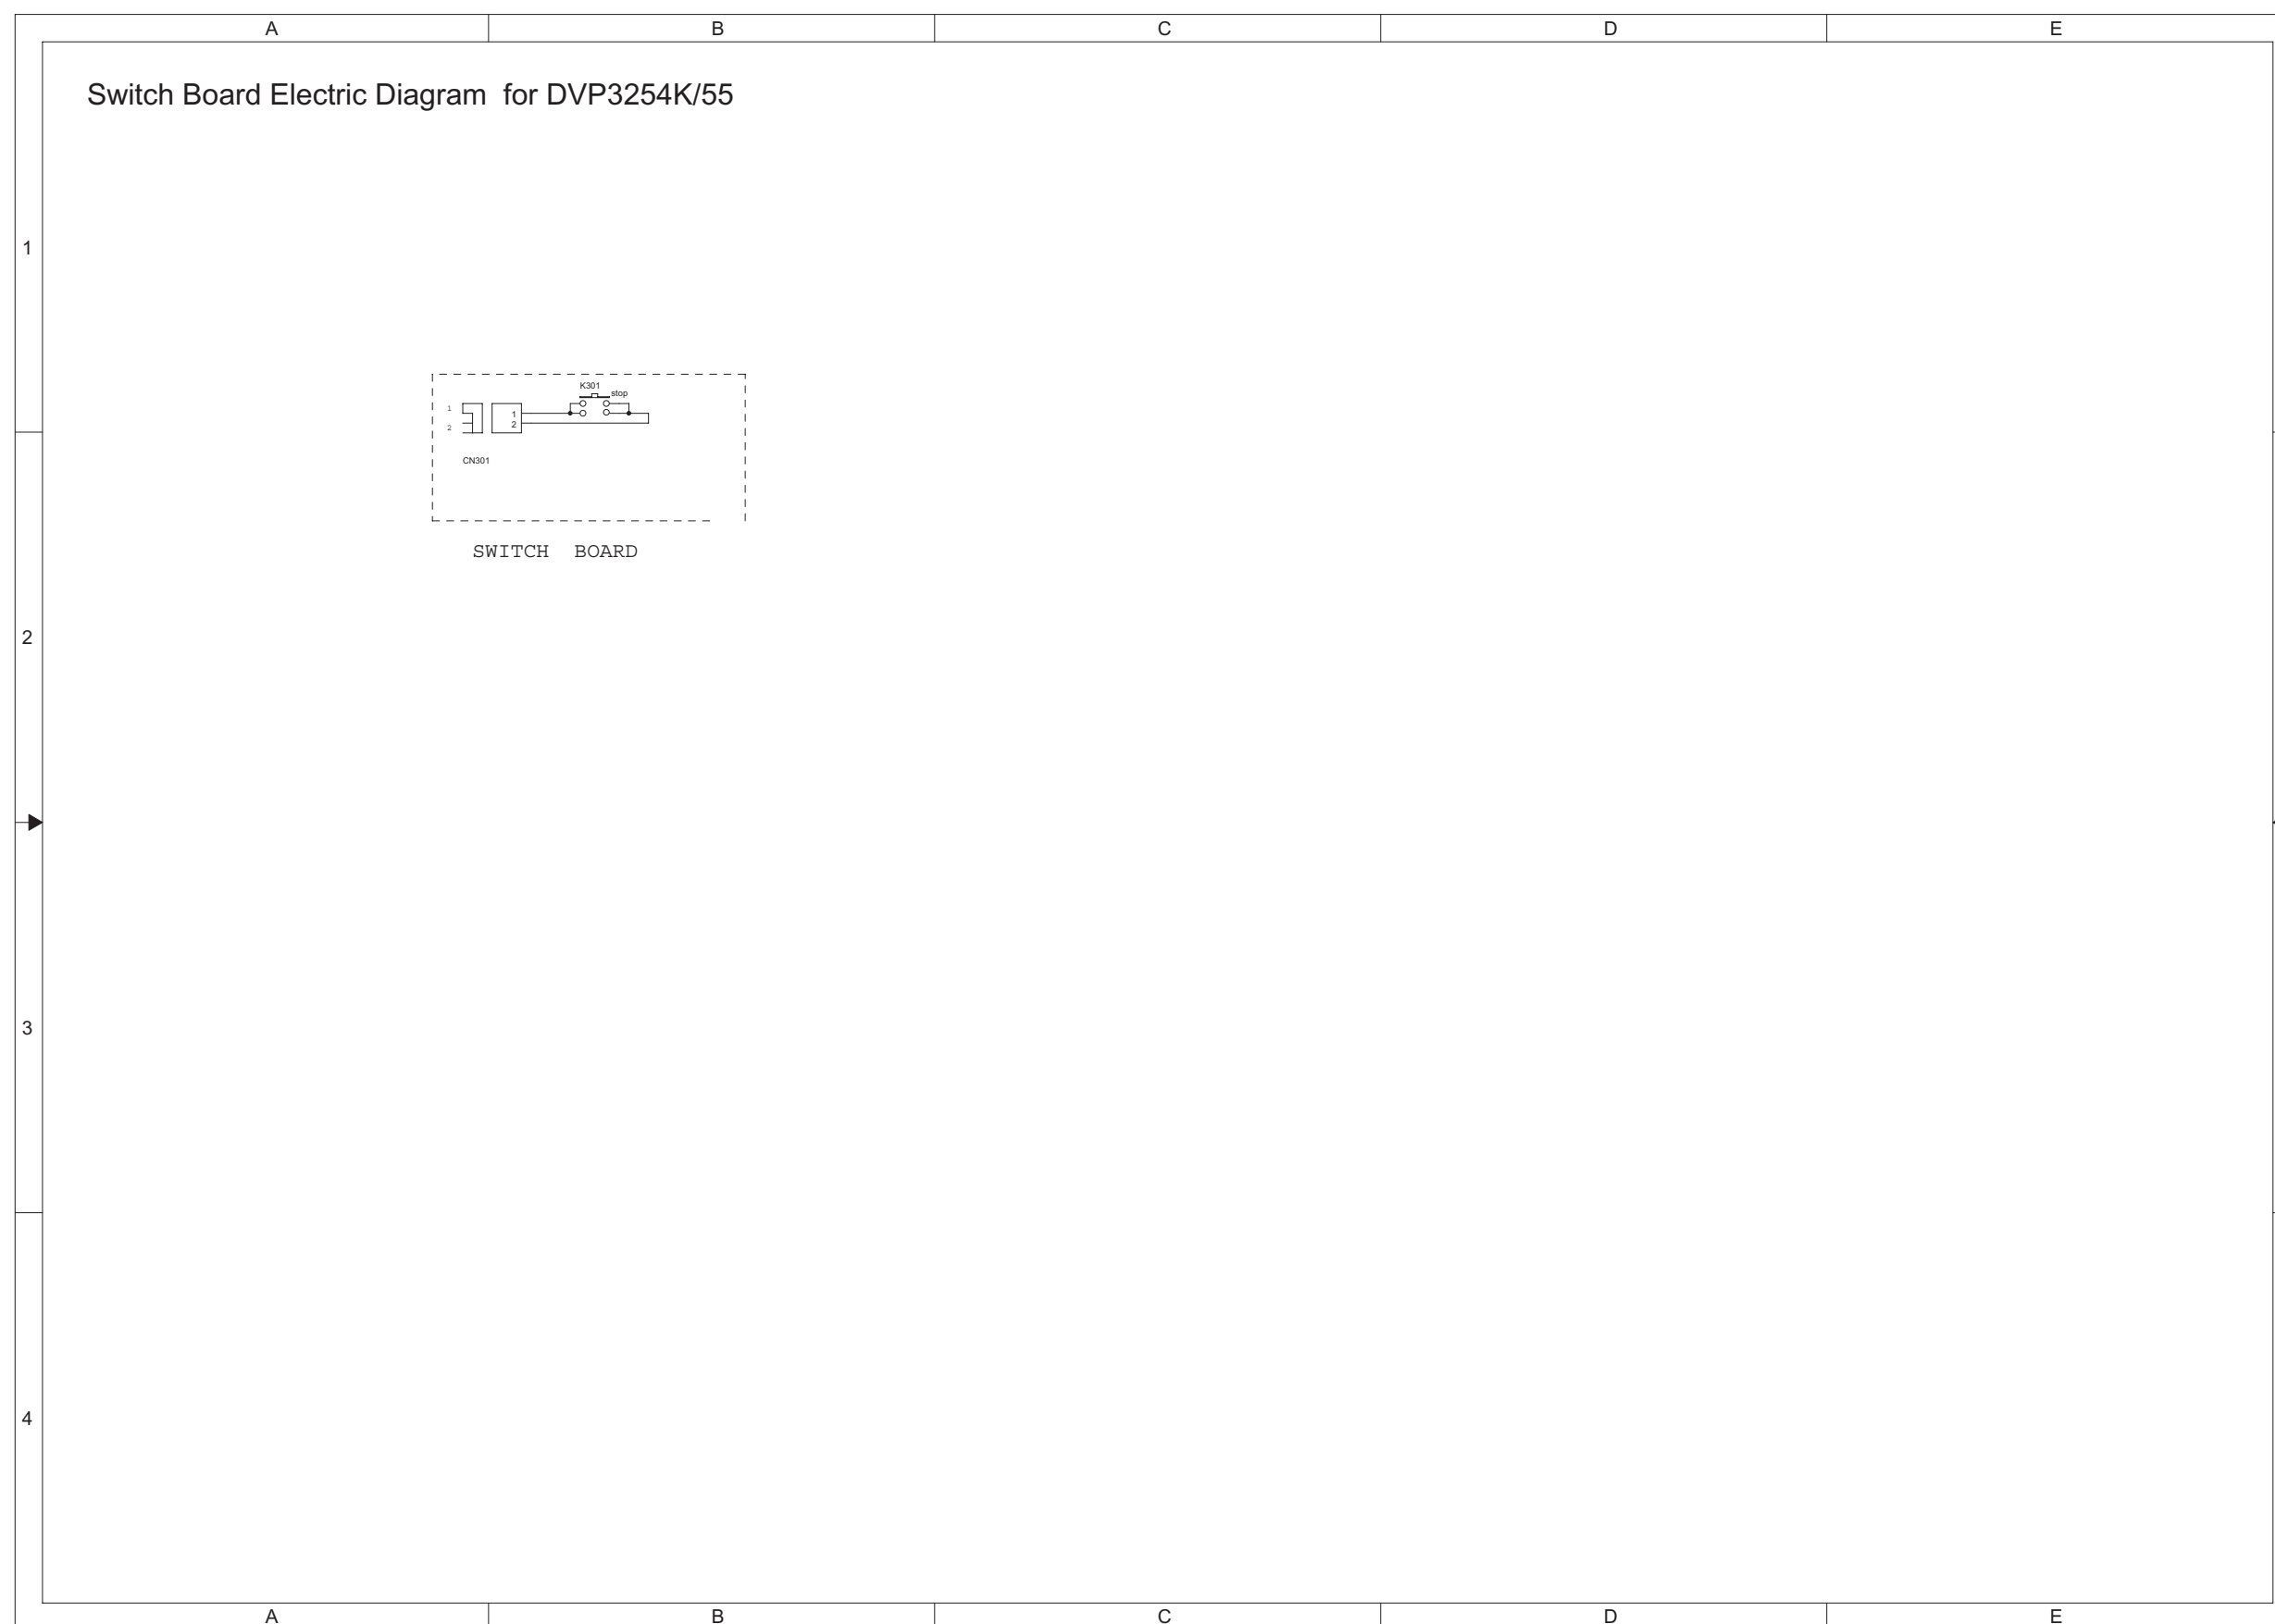 A B C D E
Switch Board Electric Diagram for DVP3254K/55
1
K301
stop
1
1
2
2
CN301
SWITCH BOARD
2
3
4
A B C D E